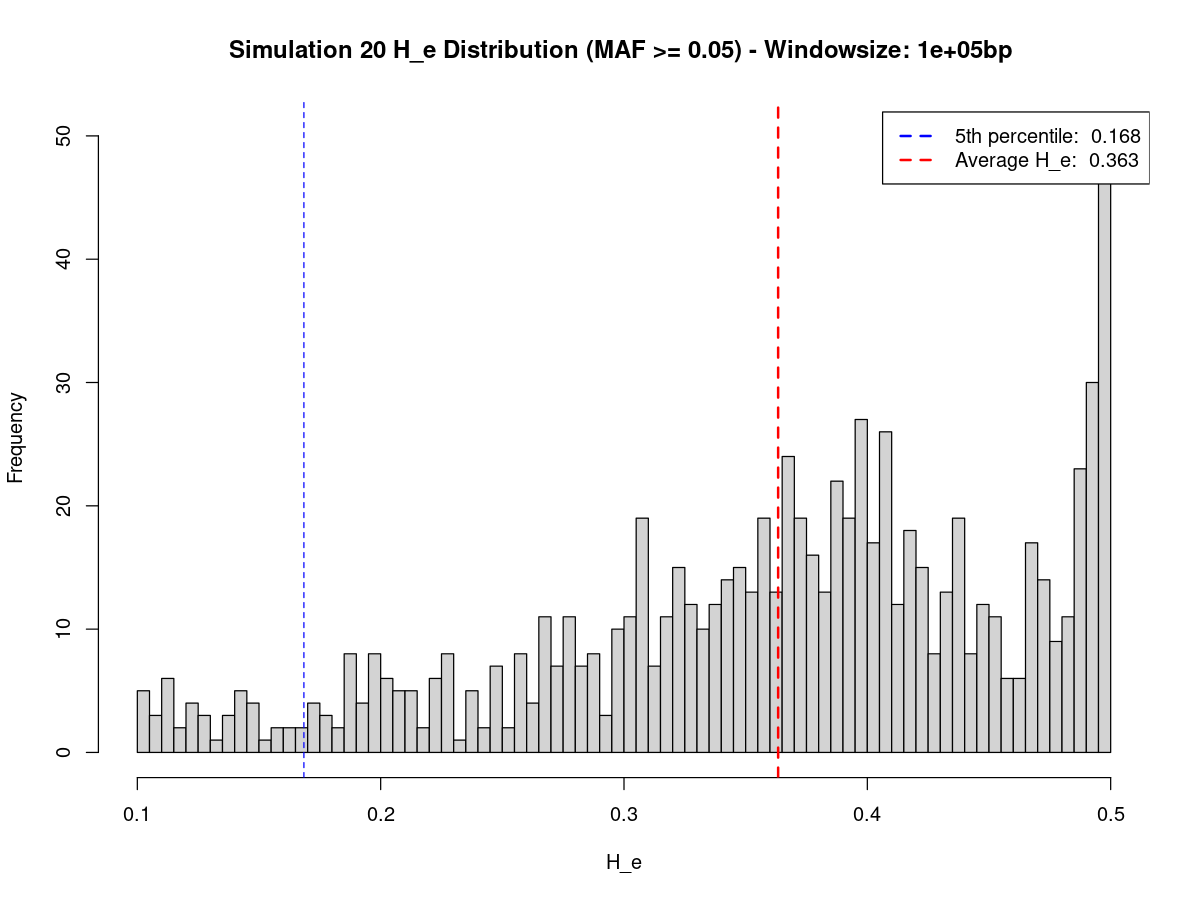 Simulation 20 H_e Distribution (MAF >= 0.05) - Windowsize: 1e+05bp
5th percentile: 0.168
Average H_e: 0.363
50
40
30
20
10
0
Frequency
0.1 0.2 0.3 0.4 0.5
H_e